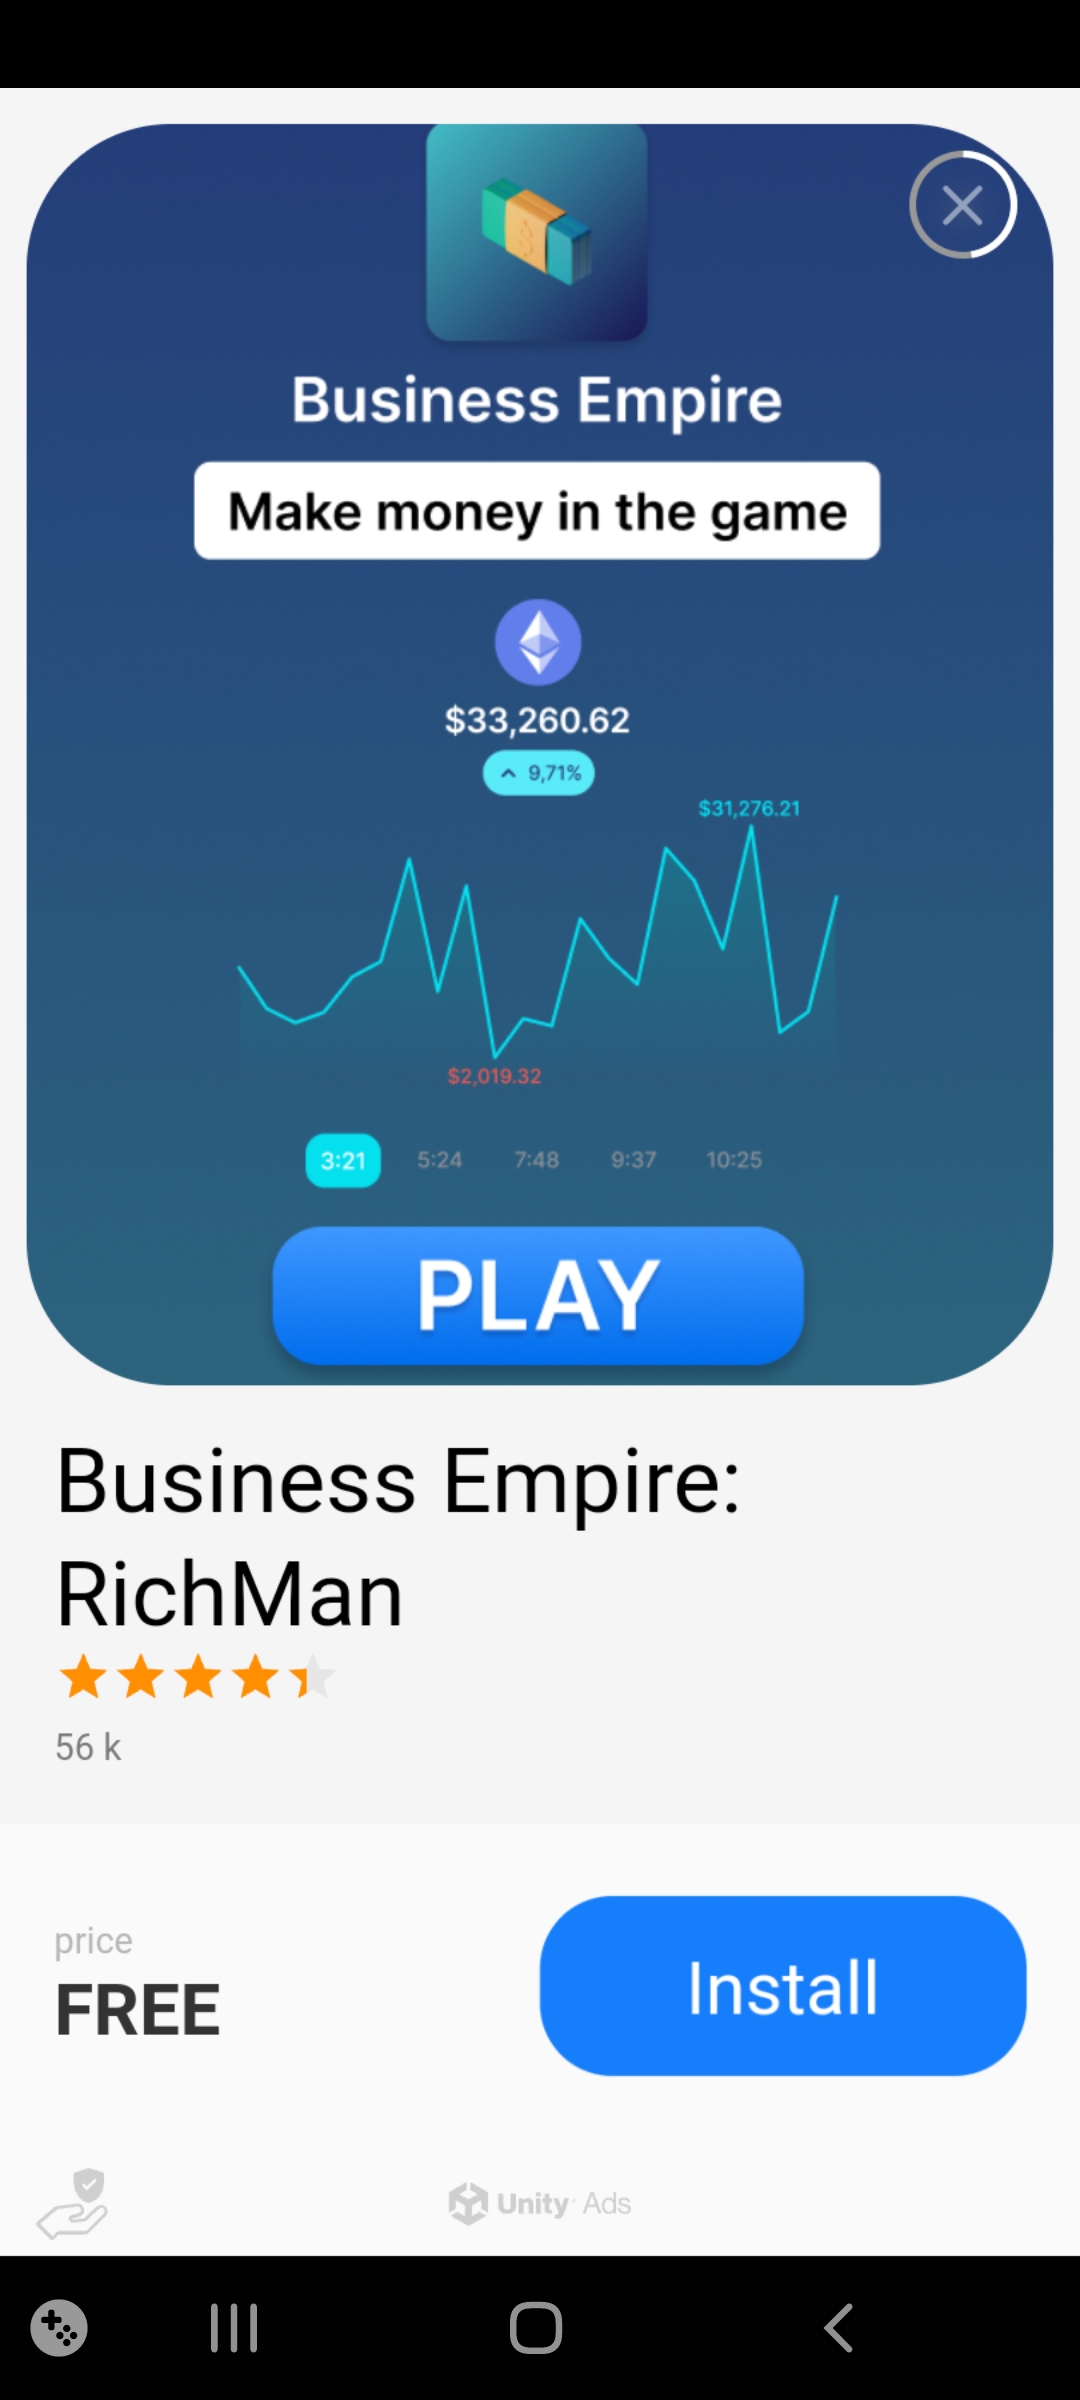 Business Empire
Make money in the game
$33,260.62
9,71%
$31,276.21
$2,019.32
3:21 5:24 7:48 9:37 10:25
PLAY
Business Empire:
RichMan
56 k
price
FREE
Install
Unity Ads